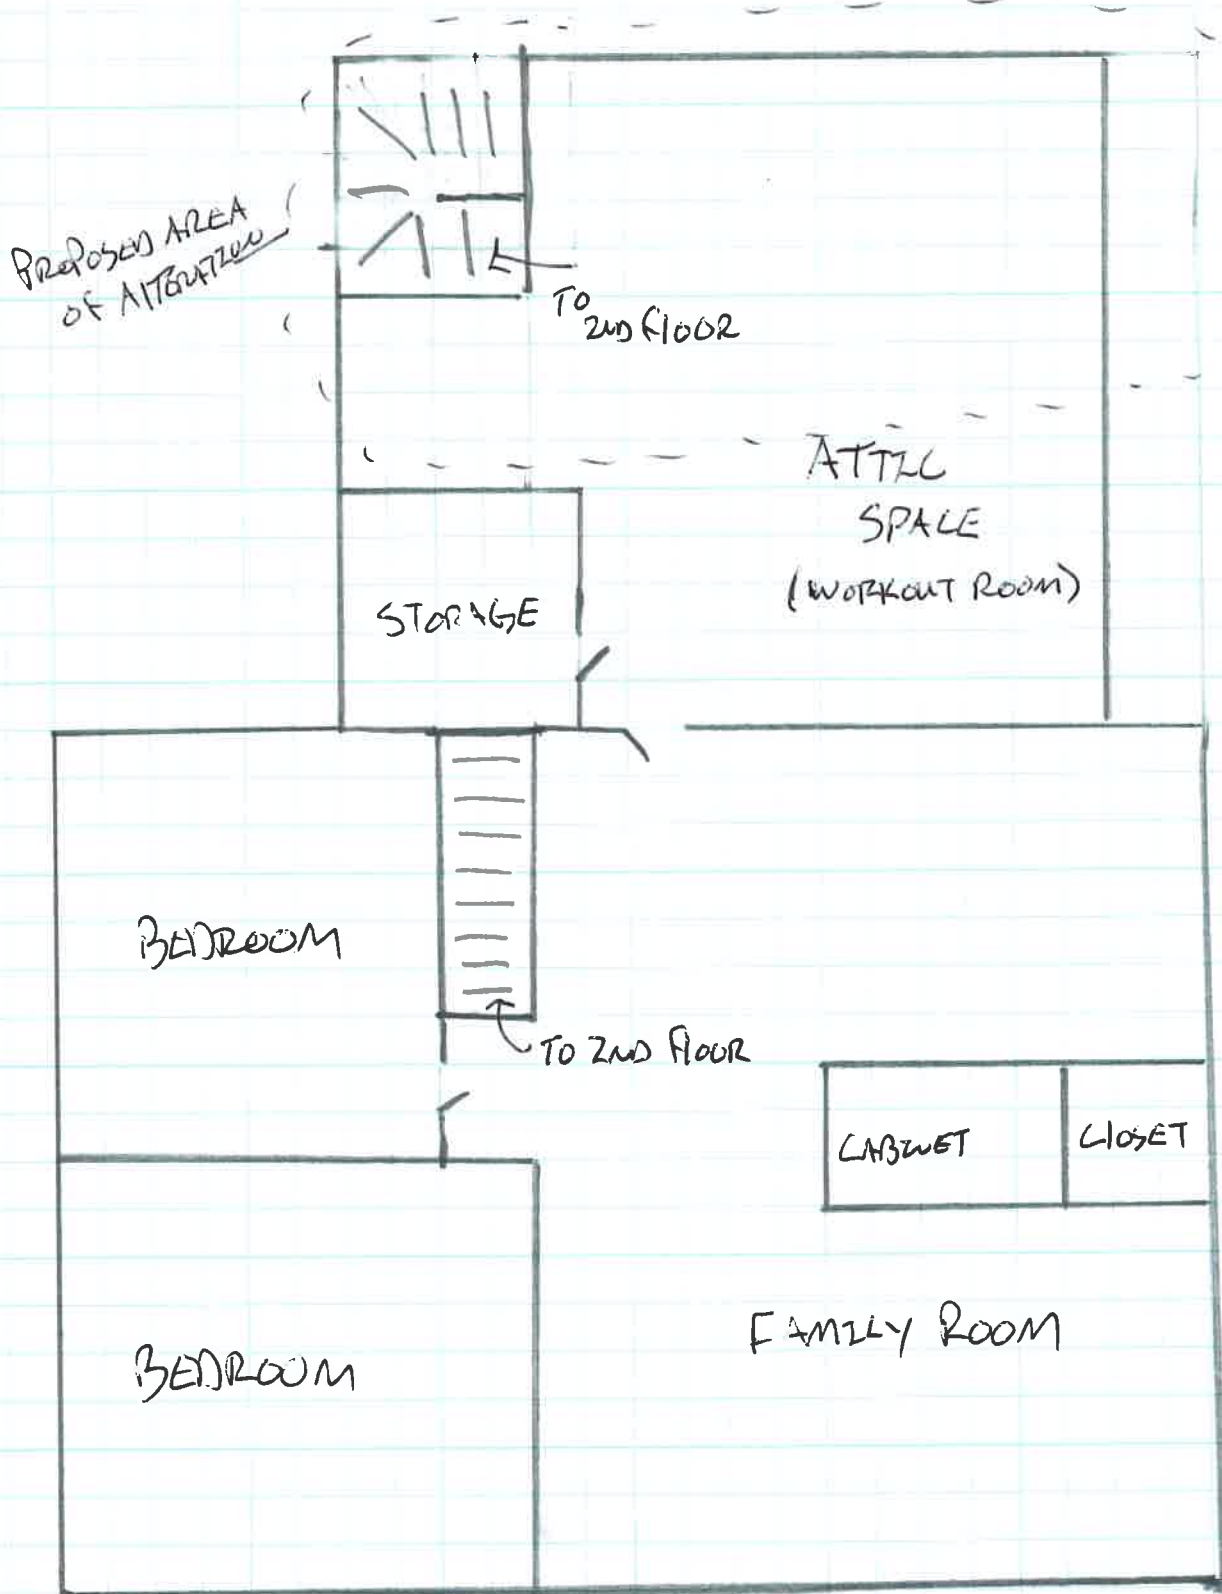 PROPOSED AREA
OF AlTERATION
TO
2ND FlOOR
ATTIC
SPACE
(WORKOUT ROOM)
STORAGE
BEDROOM
TO 2ND FlOOR
CABINET
ClOSET
FAMILY ROOM
BEDROOM